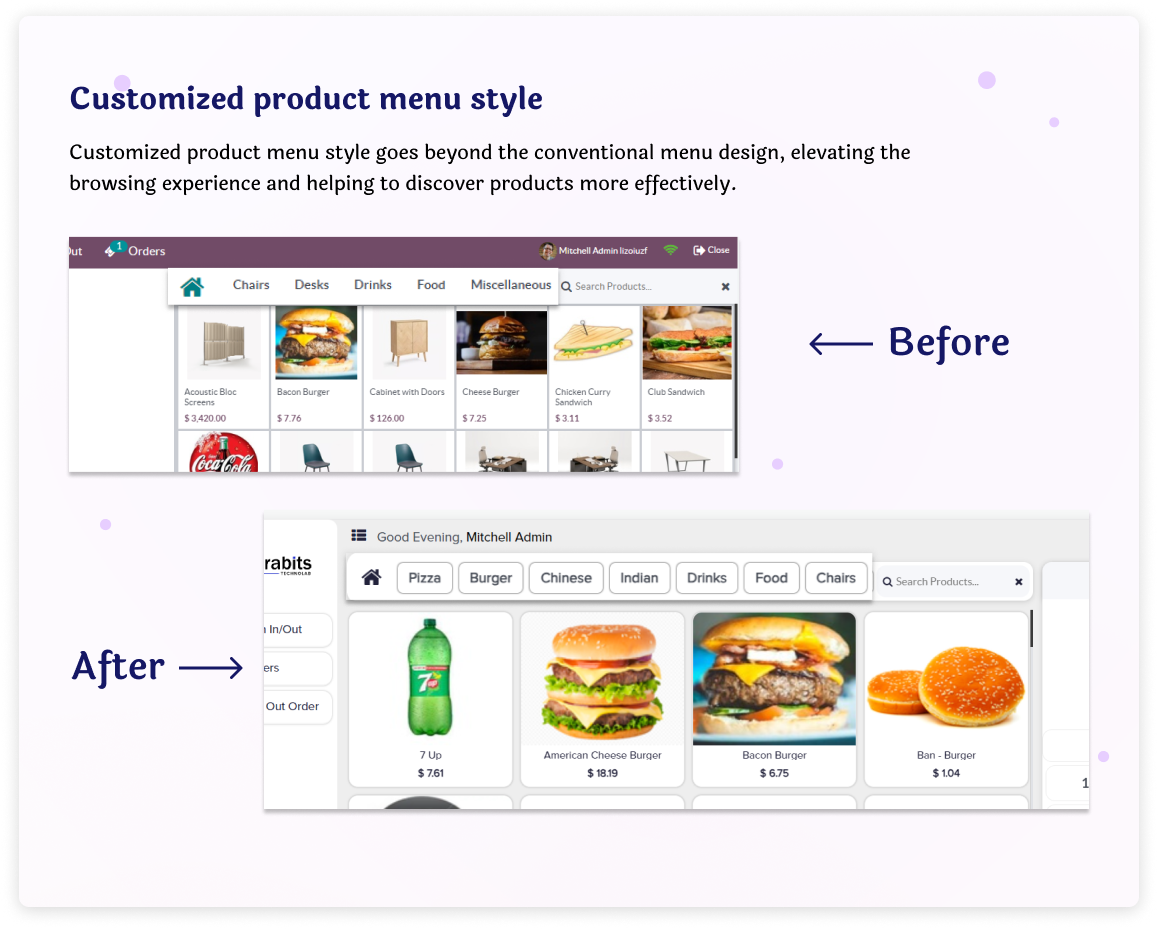 Customized product menu style
Customized product menu style goes beyond the conventional menu design, elevating the
browsing experience and helping to discover products more effectively.
Out 1 Orders Mitchell Admin lizoiuzf Close
Chairs Desks Drinks Food Miscellaneous Search Products...
Acoustic Bloc Screens
$ 3,420.00
Bacon Burger
$ 7.76
Cabinet with Doors
$ 126.00
Cheese Burger
$ 7.25
Chicken Curry Sandwich
$ 3.11
Club Sandwich
$ 3.52
Coca-Cola
Before
After
rabits
TECHNOLAB
In/Out
ers
Out Order
Good Evening, Mitchell Admin
Pizza Burger Chinese Indian Drinks Food Chairs Search Products...
7
7 Up
$ 7.61
American Cheese Burger
$ 18.19
Bacon Burger
$ 6.75
Ban - Burger
$ 1.04
1